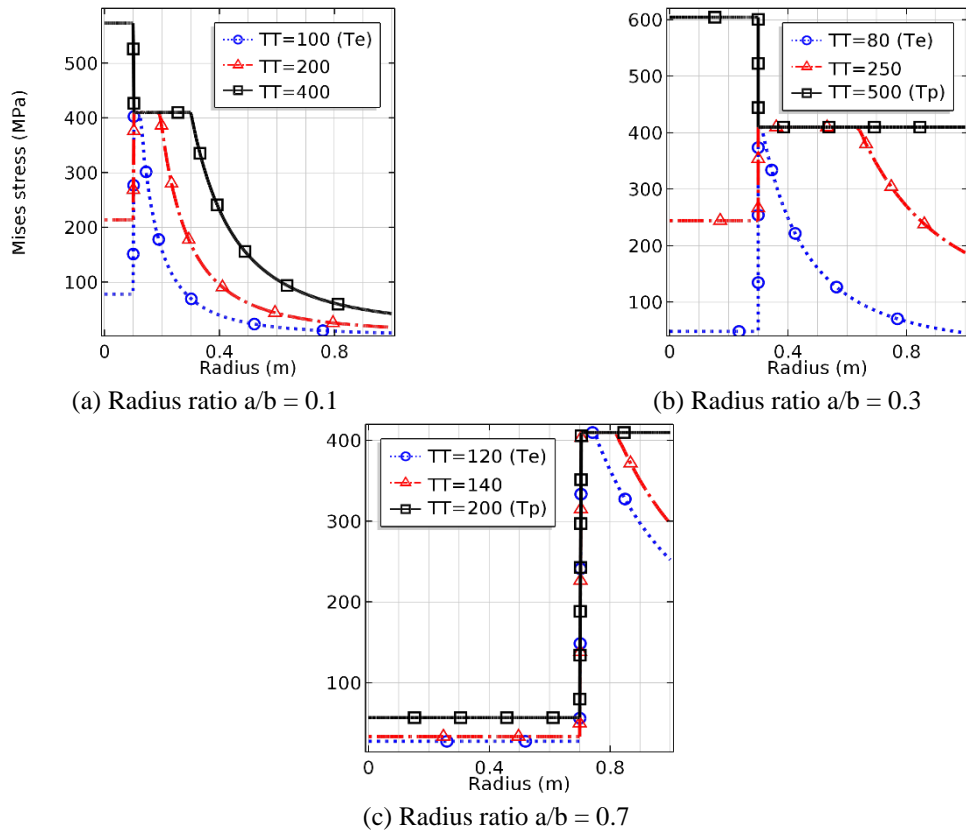 TT=100 (Te)
TT=200
TT=400
500
400
300
200
100
Mises stress (MPa)
0
0.4
0.8
Radius (m)
(a) Radius ratio a/b = 0.1
TT=80 (Te)
TT=250
TT=500 (Tp)
600
500
400
300
200
100
0
0.4
0.8
Radius (m)
(b) Radius ratio a/b = 0.3
TT=120 (Te)
TT=140
TT=200 (Tp)
400
300
200
100
0
0.4
0.8
Radius (m)
(c) Radius ratio a/b = 0.7